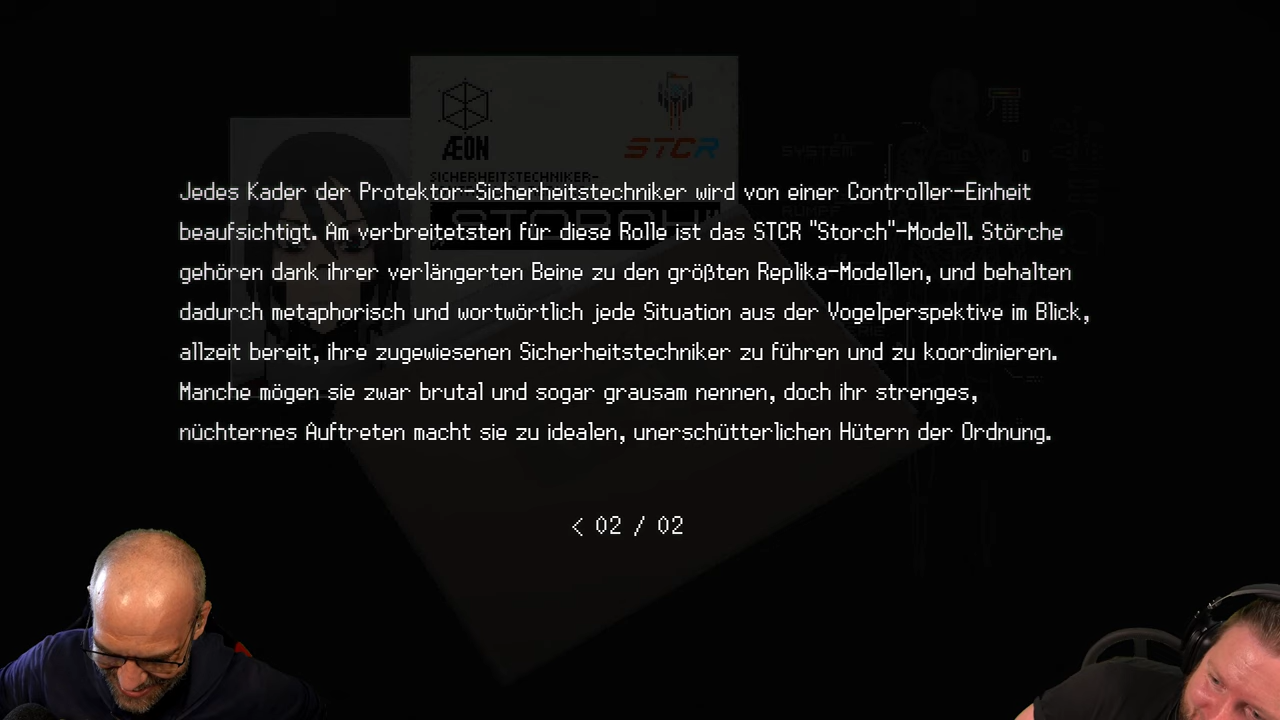 ÆON
STCR
SICHERHEITSTECHNIKER-
SYSTEM
Jedes Kader der Protektor-Sicherheitstechniker wird von einer Controller-Einheit
beaufsichtigt. Am verbreitetsten für diese Rolle ist das STCR "Storch"-Modell. Störche
gehören dank ihrer verlängerten Beine zu den größten Replika-Modellen, und behalten
dadurch metaphorisch und wortwörtlich jede Situation aus der Vogelperspektive im Blick,
allzeit bereit, ihre zugewiesenen Sicherheitstechniker zu führen und zu koordinieren.
Manche mögen sie zwar brutal und sogar grausam nennen, doch ihr strenges,
nüchternes Auftreten macht sie zu idealen, unerschütterlichen Hütern der Ordnung.
< 02 / 02